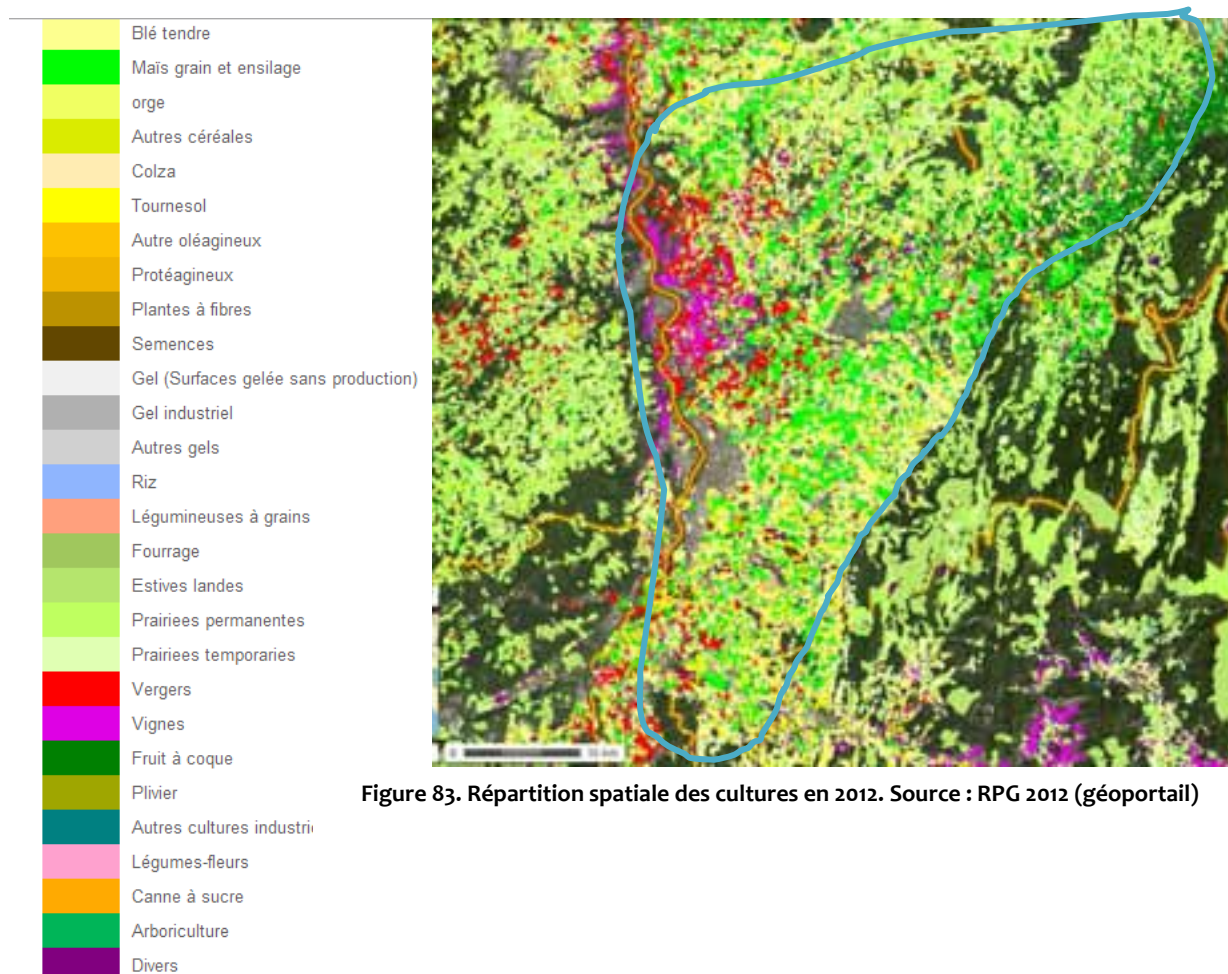 Blé tendre
Maïs grain et ensilage
orge
Autres céréales
Colza
Tournesol
Autre oléagineux
Protéagineux
Plantes à fibres
Semences
Gel (Surfaces gelée sans production)
Gel industriel
Autres gels
Riz
Légumineuses à grains
Fourrage
Estives landes
Prairiees permanentes
Prairiees temporaries
Vergers
Vignes
Fruit à coque
Plivier
Autres cultures industri
Légumes-fleurs
Canne à sucre
Arboriculture
Divers
Figure 83. Répartition spatiale des cultures en 2012. Source : RPG 2012 (géoportail)